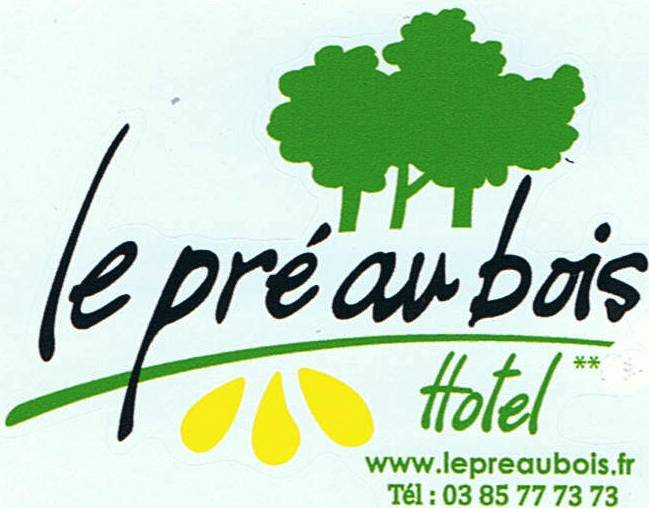 le pré au bois
Hotel **
www.lepreaubois.fr
Tél : 03 85 77 73 73